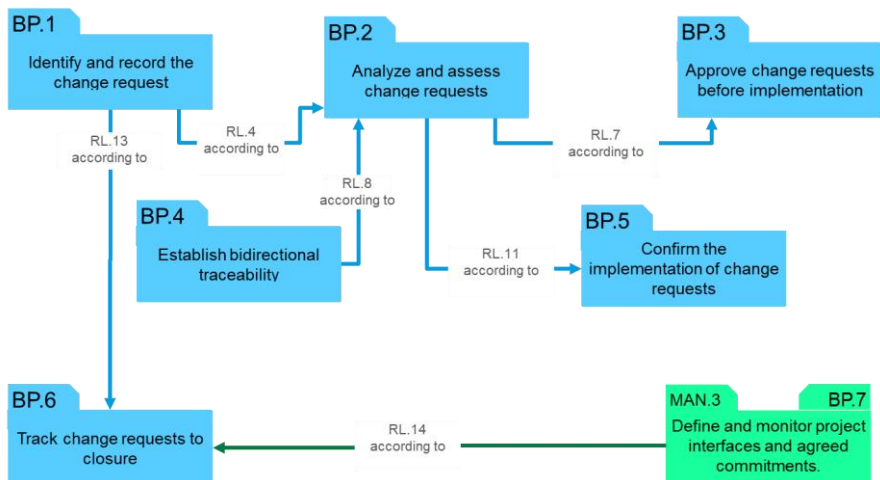 BP.1
Identify and record the
change request
BP.2
Analyze and assess
change requests
BP.3
Approve change requests
before implementation
RL.13
according to
RL.4
according to
RL.7
according to
RL.8
according to
BP.4
Establish bidirectional
traceability
RL.11
according to
BP.5
Confirm the
implementation of change
requests
BP.6
Track change requests to
closure
RL.14
according to
MAN.3
BP.7
Define and monitor project
interfaces and agreed
commitments.